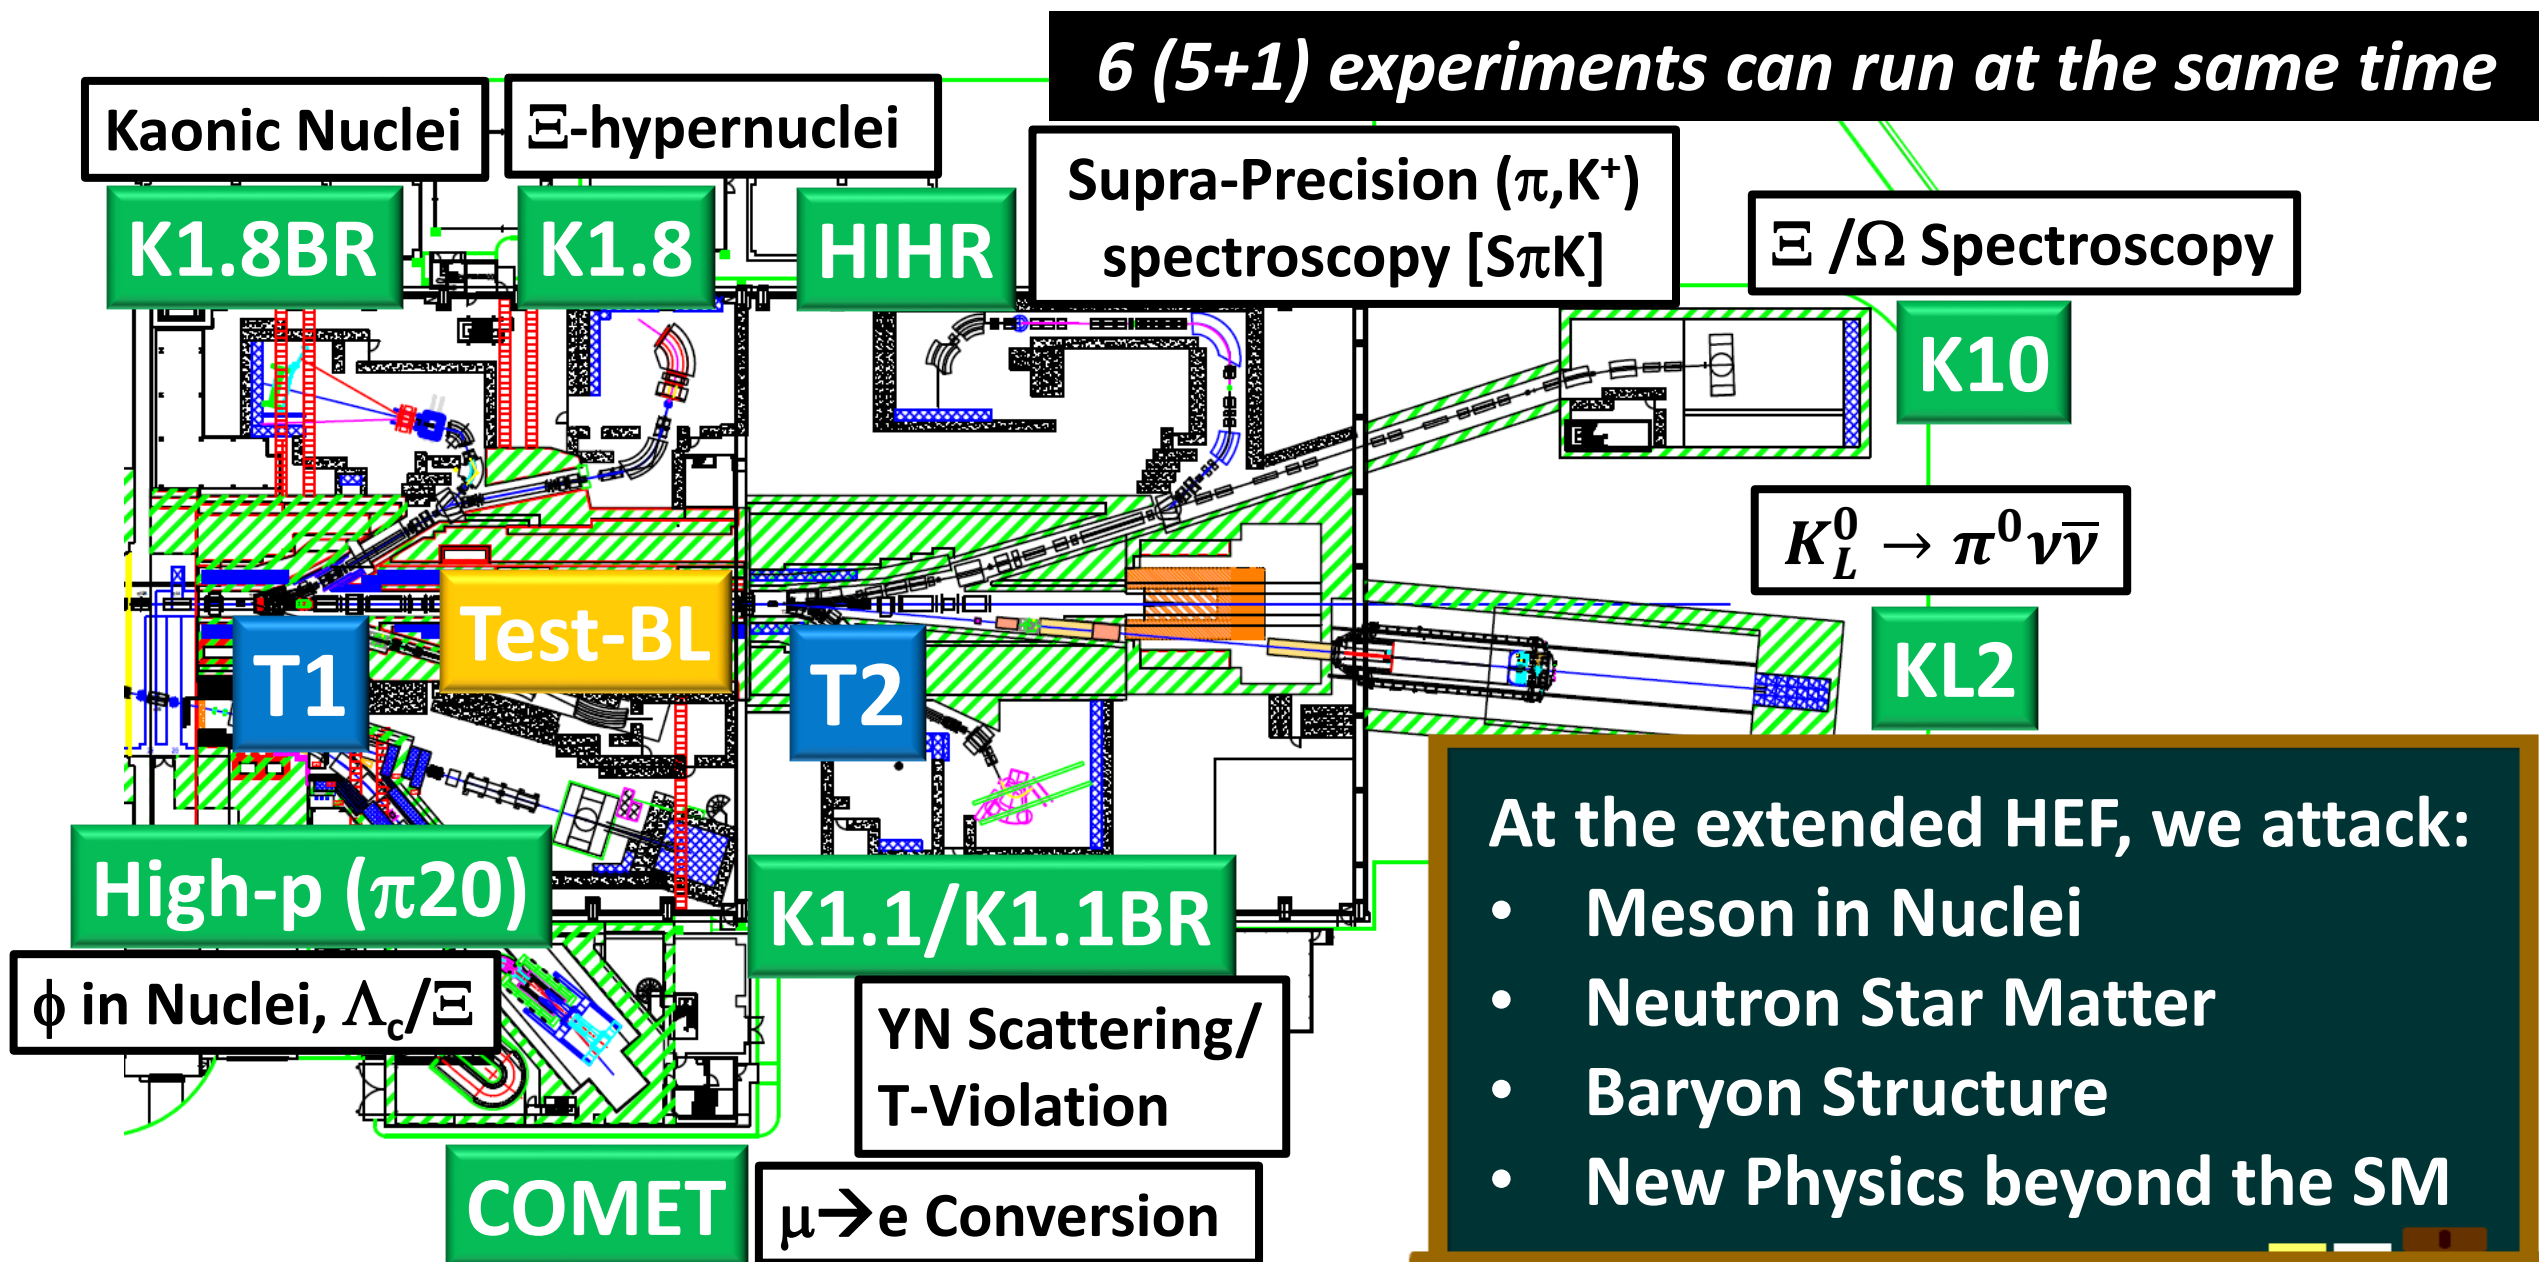 6 (5+1) experiments can run at the same time
Kaonic Nuclei
Ξ-hypernuclei
Supra-Precision (π,K⁺)
spectroscopy [SπK]
K1.8BR
K1.8
HIHR
Ξ /Ω Spectroscopy
K10
K⁰_L → π⁰νν̅
Test-BL
T1
T2
KL2
At the extended HEF, we attack:
• Meson in Nuclei
• Neutron Star Matter
• Baryon Structure
• New Physics beyond the SM
High-p (π20)
K1.1/K1.1BR
ϕ in Nuclei, Λc/Ξ
YN Scattering/
T-Violation
COMET
μ→e Conversion